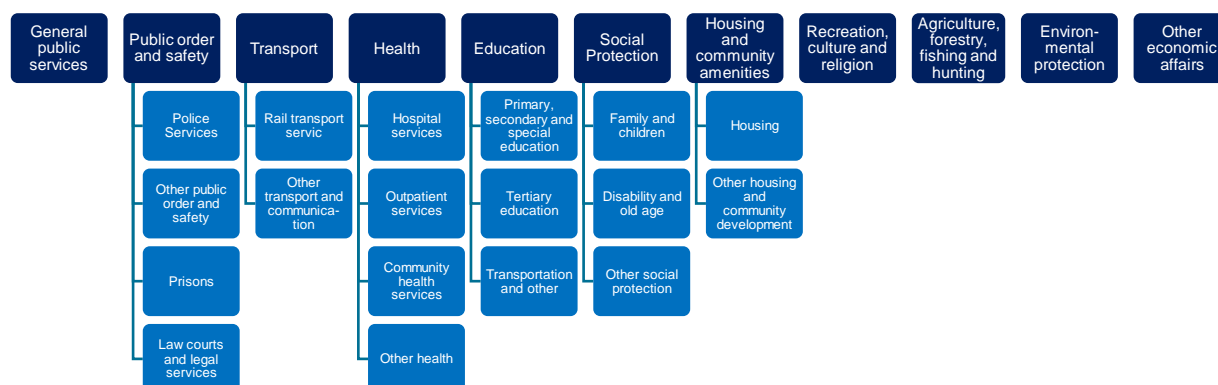 General
public
services
Public order
and safety
Transport
Health
Education
Social
Protection
Housing
and
community
amenities
Recreation,
culture and
religion
Agriculture,
forestry,
fishing and
hunting
Environ-
mental
protection
Other
economic
affairs
Police
Services
Other public
order and
safety
Prisons
Law courts
and legal
services
Rail transport
servic
Other
transport and
communica-
tion
Hospital
services
Outpatient
services
Community
health
services
Other health
Primary,
secondary and
special
education
Tertiary
education
Transportation
and other
Family and
children
Disability and
old age
Other social
protection
Housing
Other housing
and
community
development